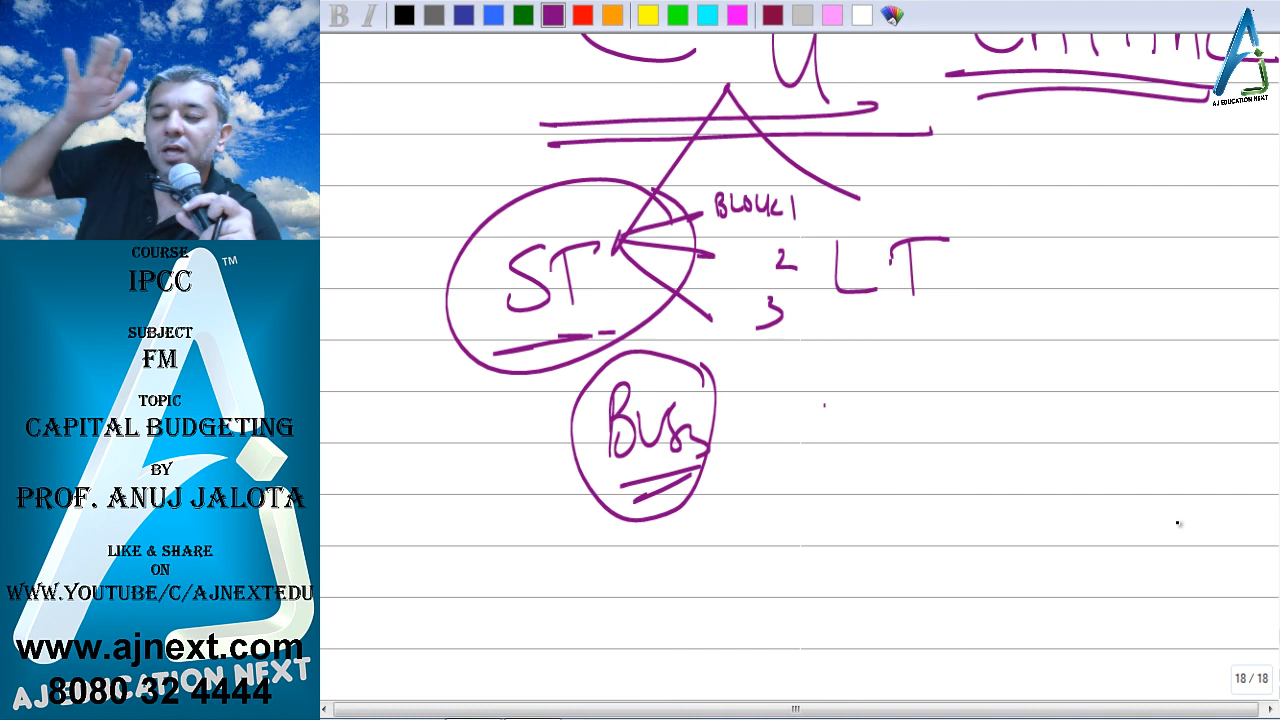 B I
AJ EDUCATION NEXT
BLOCK 1
2
3
ST
LT
BUS
COURSE
IPCC
SUBJECT
FM
TOPIC
CAPITAL BUDGETING
BY
PROF. ANUJ JALOTA
LIKE & SHARE
ON
WWW.YOUTUBE/C/AJNEXTEDU
www.ajnext.com
AJ EDUCATION NEXT
8080 32 4444
TM
18 / 18